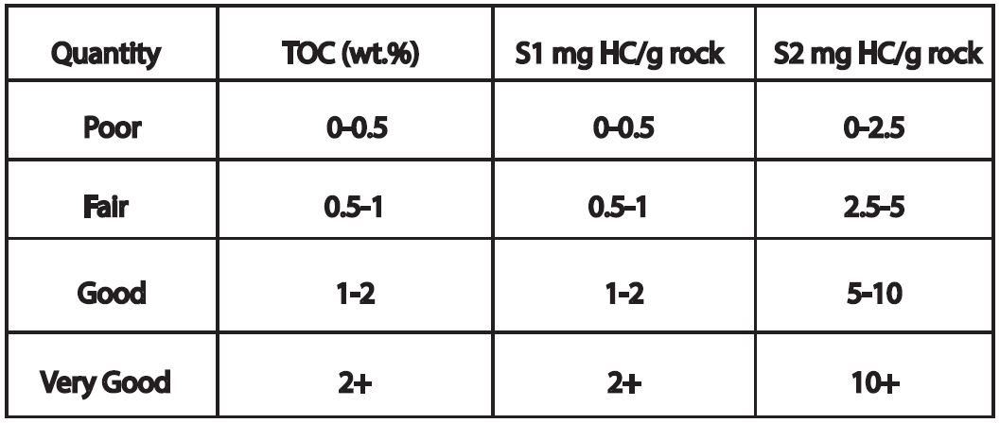 Quantity TOC (wt.%) S1 mg HC/g rock S2 mg HC/g rock
Poor 0-0.5 0-0.5 0-2.5
Fair 0.5-1 0.5-1 2.5-5
Good 1-2 1-2 5-10
Very Good 2+ 2+ 10+